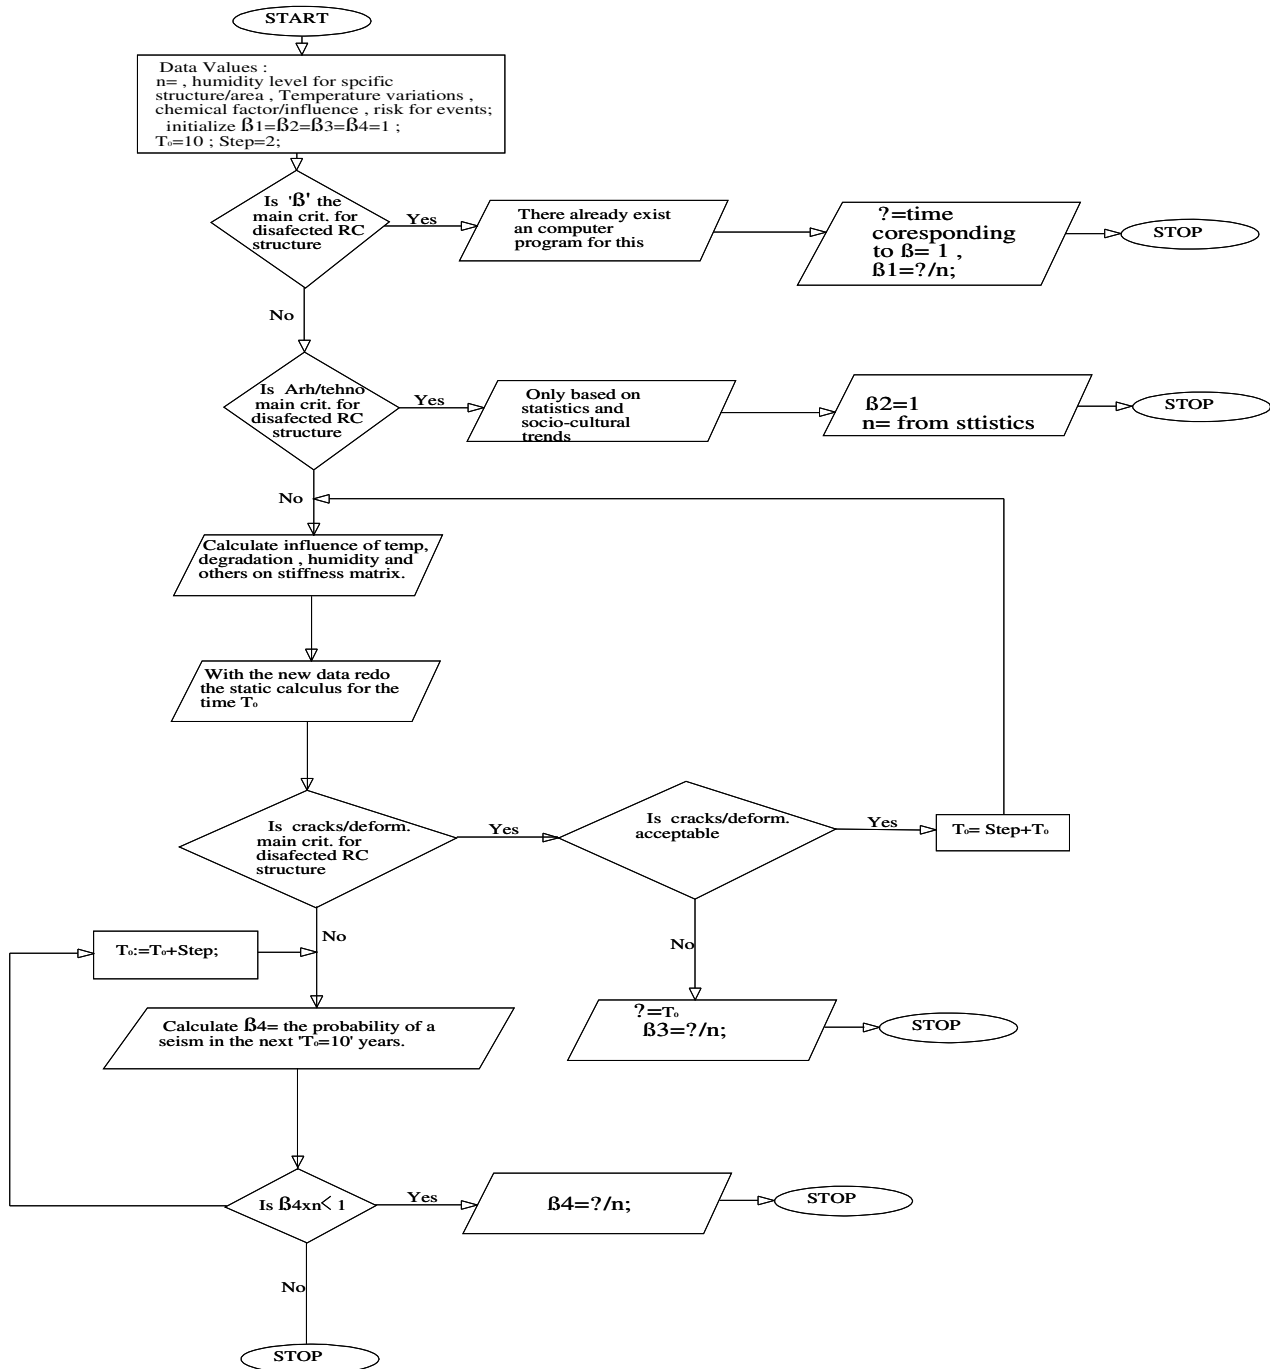 START
Data Values :
n= , humidity level for spcific
structure/area , Temperature variations ,
chemical factor/influence , risk for events;
initialize ß1=ß2=ß3=ß4=1 ;
T₀=10 ; Step=2;
Is 'ß' the
main crit. for
disafected RC
structure
Yes
There already exist
an computer
program for this
?=time
coresponding
to ß= 1 ,
ß1=?/n;
STOP
No
Is Arh/tehno
main crit. for
disafected RC
structure
Yes
Only based on
statistics and
socio-cultural
trends
ß2=1
n= from sttistics
STOP
No
Calculate influence of temp,
degradation , humidity and
others on stiffness matrix.
With the new data redo
the static calculus for the
time T₀
Is cracks/deform.
main crit. for
disafected RC
structure
Yes
Is cracks/deform.
acceptable
Yes
T₀= Step+T₀
No
T₀:=T₀+Step;
No
?=T₀
ß3=?/n;
STOP
Calculate ß4= the probability of a
seism in the next 'T₀=10' years.
Is ß4xn< 1
Yes
ß4=?/n;
STOP
No
STOP